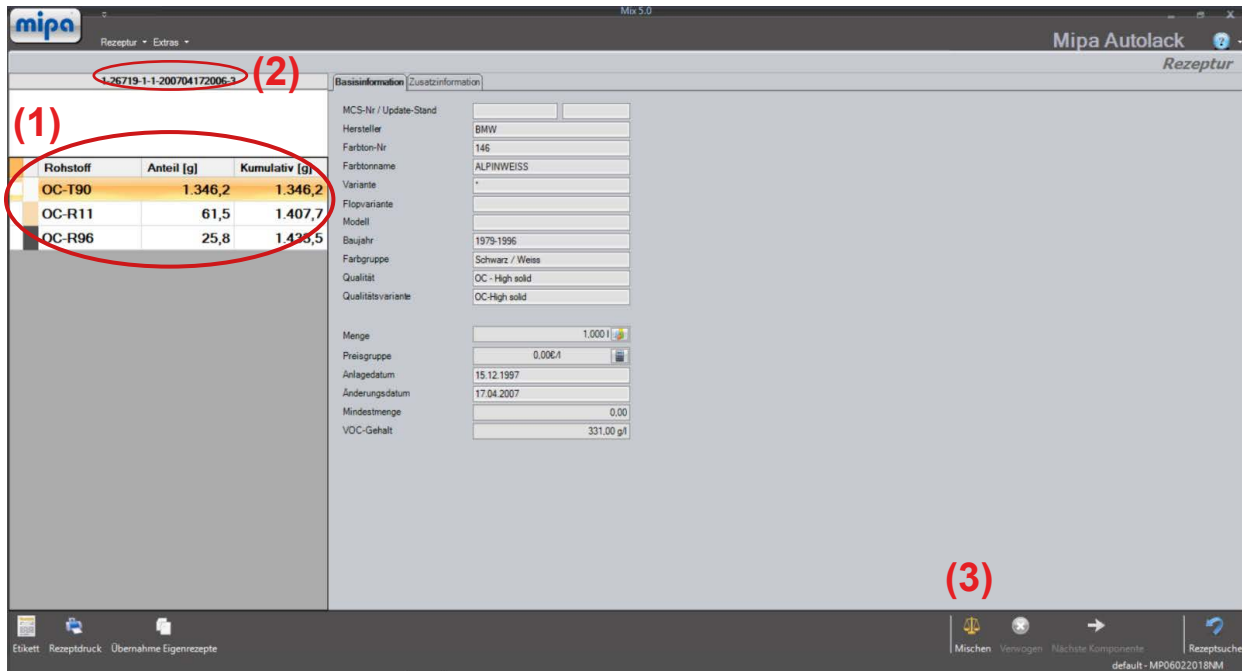 mipa
Mix 5.0
Rezeptur Extras
Mipa Autolack
Rezeptur
1-26719-1-1-200704172006-3
(2)
Basisinformation Zusatzinformation
(1)
Rohstoff Anteil [g] Kumulativ [g]
OC-T90 1.346,2 1.346,2
OC-R11 61,5 1.407,7
OC-R96 25,8 1.433,5
MCS-Nr / Update-Stand
Hersteller BMW
Farbton-Nr 146
Farbtonname ALPINWEISS
Variante *
Flopvariante
Modell
Baujahr 1979-1996
Farbgruppe Schwarz / Weiss
Qualität OC - High solid
Qualitätsvariante OC-High solid
Menge 1,000 l
Preisgruppe 0,00€/l
Anlagedatum 15.12.1997
Änderungsdatum 17.04.2007
Mindestmenge 0,00
VOC-Gehalt 331,00 g/l
(3)
Etikett Rezeptdruck Übernahme Eigenrezepte
Mischen Verwogen Nächste Komponente Rezeptsuche
default - MP06022018NM